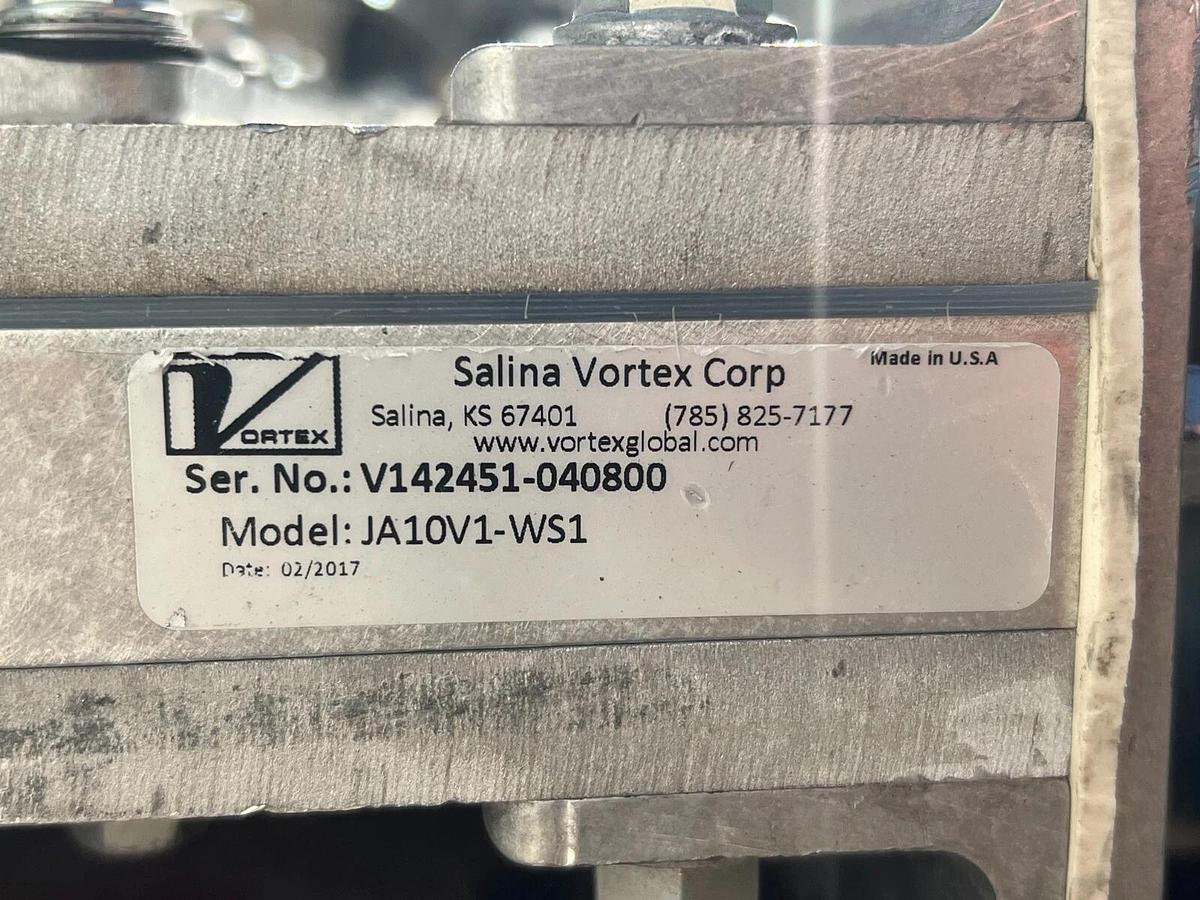 VORTEX
Salina Vortex Corp
Made in U.S.A
Salina, KS 67401 (785) 825-7177
www.vortexglobal.com
Ser. No.: V142451-040800
Model: JA10V1-WS1
Date: 02/2017